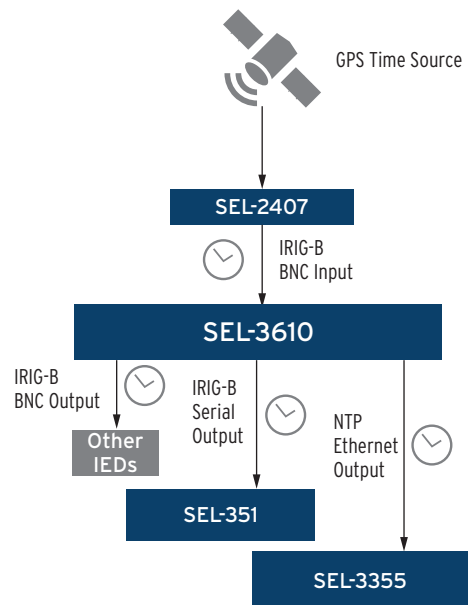 GPS Time Source
SEL-2407
IRIG-B
BNC Input
SEL-3610
IRIG-B
BNC Output
IRIG-B
Serial
Output
NTP
Ethernet
Output
Other
IEDs
SEL-351
SEL-3355